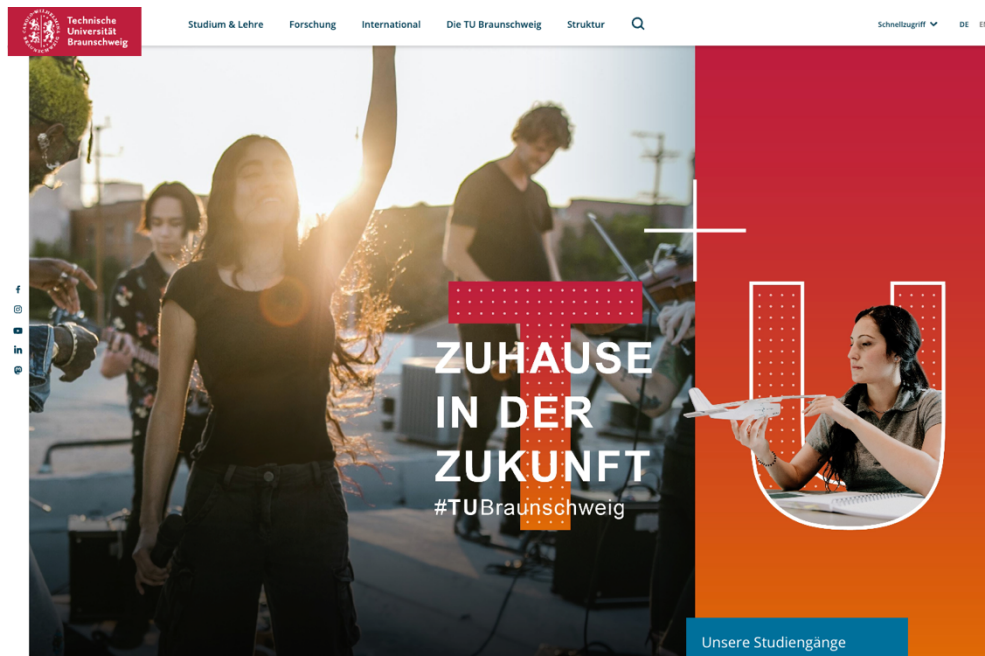 Technische
Universität
Braunschweig
Studium & Lehre
Forschung
International
Die TU Braunschweig
Struktur
Schnellzugriff
DE
ZUHAUSE
IN DER
ZUKUNFT
#TUBraunschweig
T
U
Unsere Studiengänge